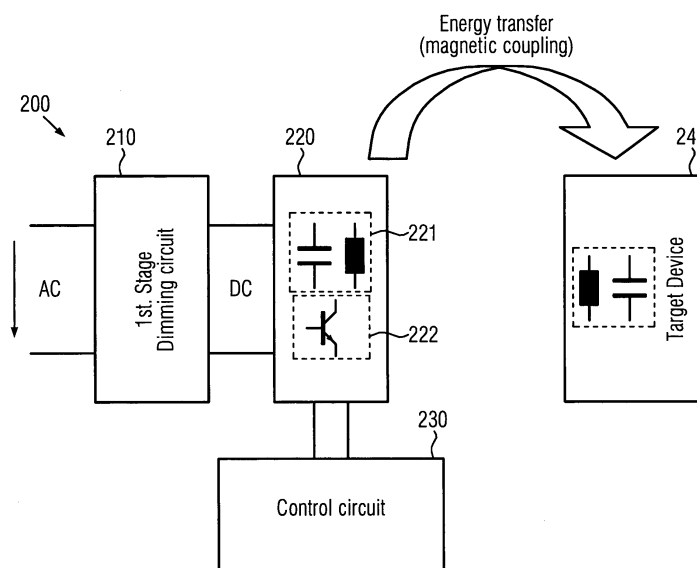 Energy transfer
(magnetic coupling)
200
210
220
24
221
AC
1st. Stage
Dimming circuit
DC
222
Target Device
230
Control circuit